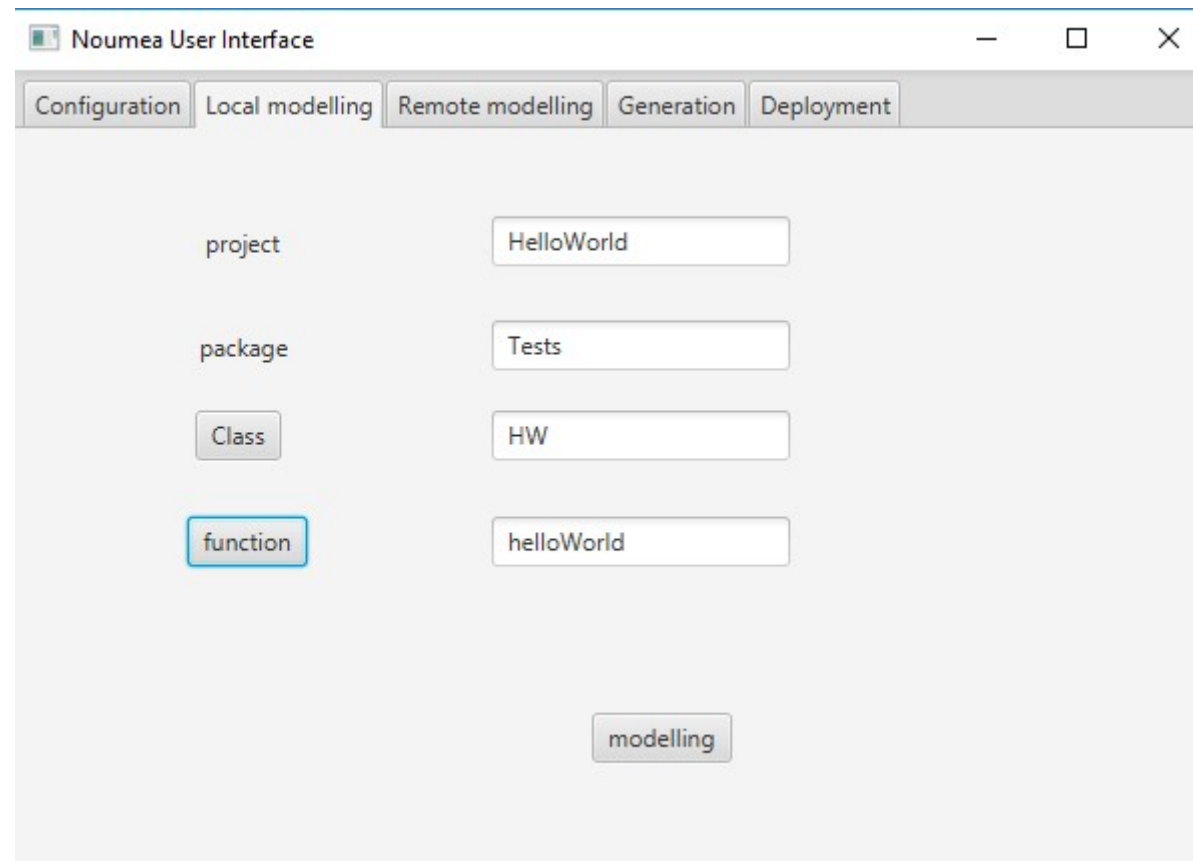 Noumea User Interface
Configuration Local modelling Remote modelling Generation Deployment
project HelloWorld
package Tests
Class HW
function helloWorld
modelling